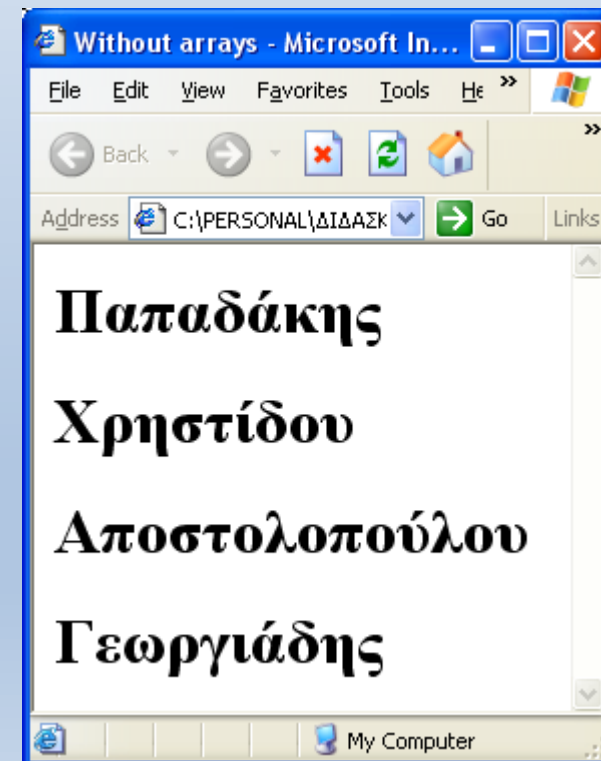 Without arrays - Microsoft In...
File Edit View Favorites Tools He »
Back »
Address C:\PERSONAL\ΔΙΔΑΣΚ Go Links
Παπαδάκης
Χρηστίδου
Αποστολοπούλου
Γεωργιάδης
My Computer